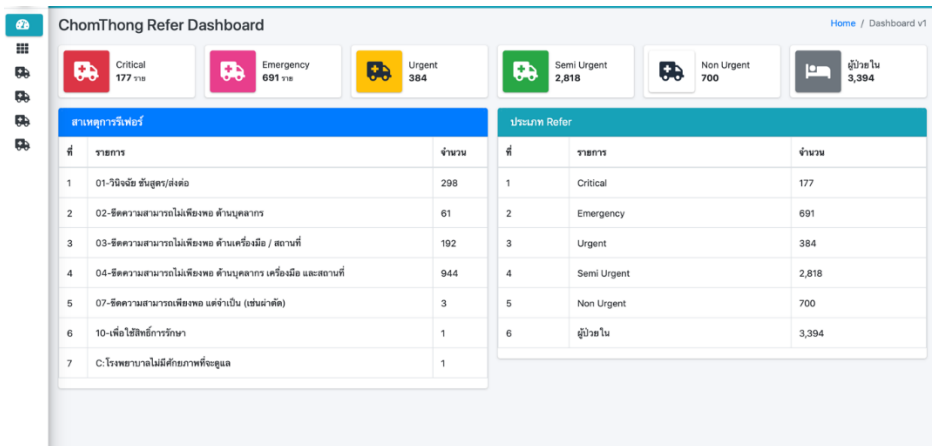 ChomThong Refer Dashboard
Home / Dashboard v1
Critical
177 ราย
Emergency
691 ราย
Urgent
384
Semi Urgent
2,818
Non Urgent
700
ผู้ป่วยใน
3,394
สาเหตุการรีเฟอร์
ที่ รายการ จำนวน
1 01-วินิจฉัย ชันสูตร/ส่งต่อ 298
2 02-ขีดความสามารถไม่เพียงพอ ด้านบุคลากร 61
3 03-ขีดความสามารถไม่เพียงพอ ด้านเครื่องมือ / สถานที่ 192
4 04-ขีดความสามารถไม่เพียงพอ ด้านบุคลากร เครื่องมือ และสถานที่ 944
5 07-ขีดความสามารถเพียงพอ แต่จำเป็น (เช่นผ่าตัด) 3
6 10-เพื่อใช้สิทธิ์การรักษา 1
7 C:โรงพยาบาลไม่มีศักยภาพที่จะดูแล 1
ประเภท Refer
ที่ รายการ จำนวน
1 Critical 177
2 Emergency 691
3 Urgent 384
4 Semi Urgent 2,818
5 Non Urgent 700
6 ผู้ป่วยใน 3,394